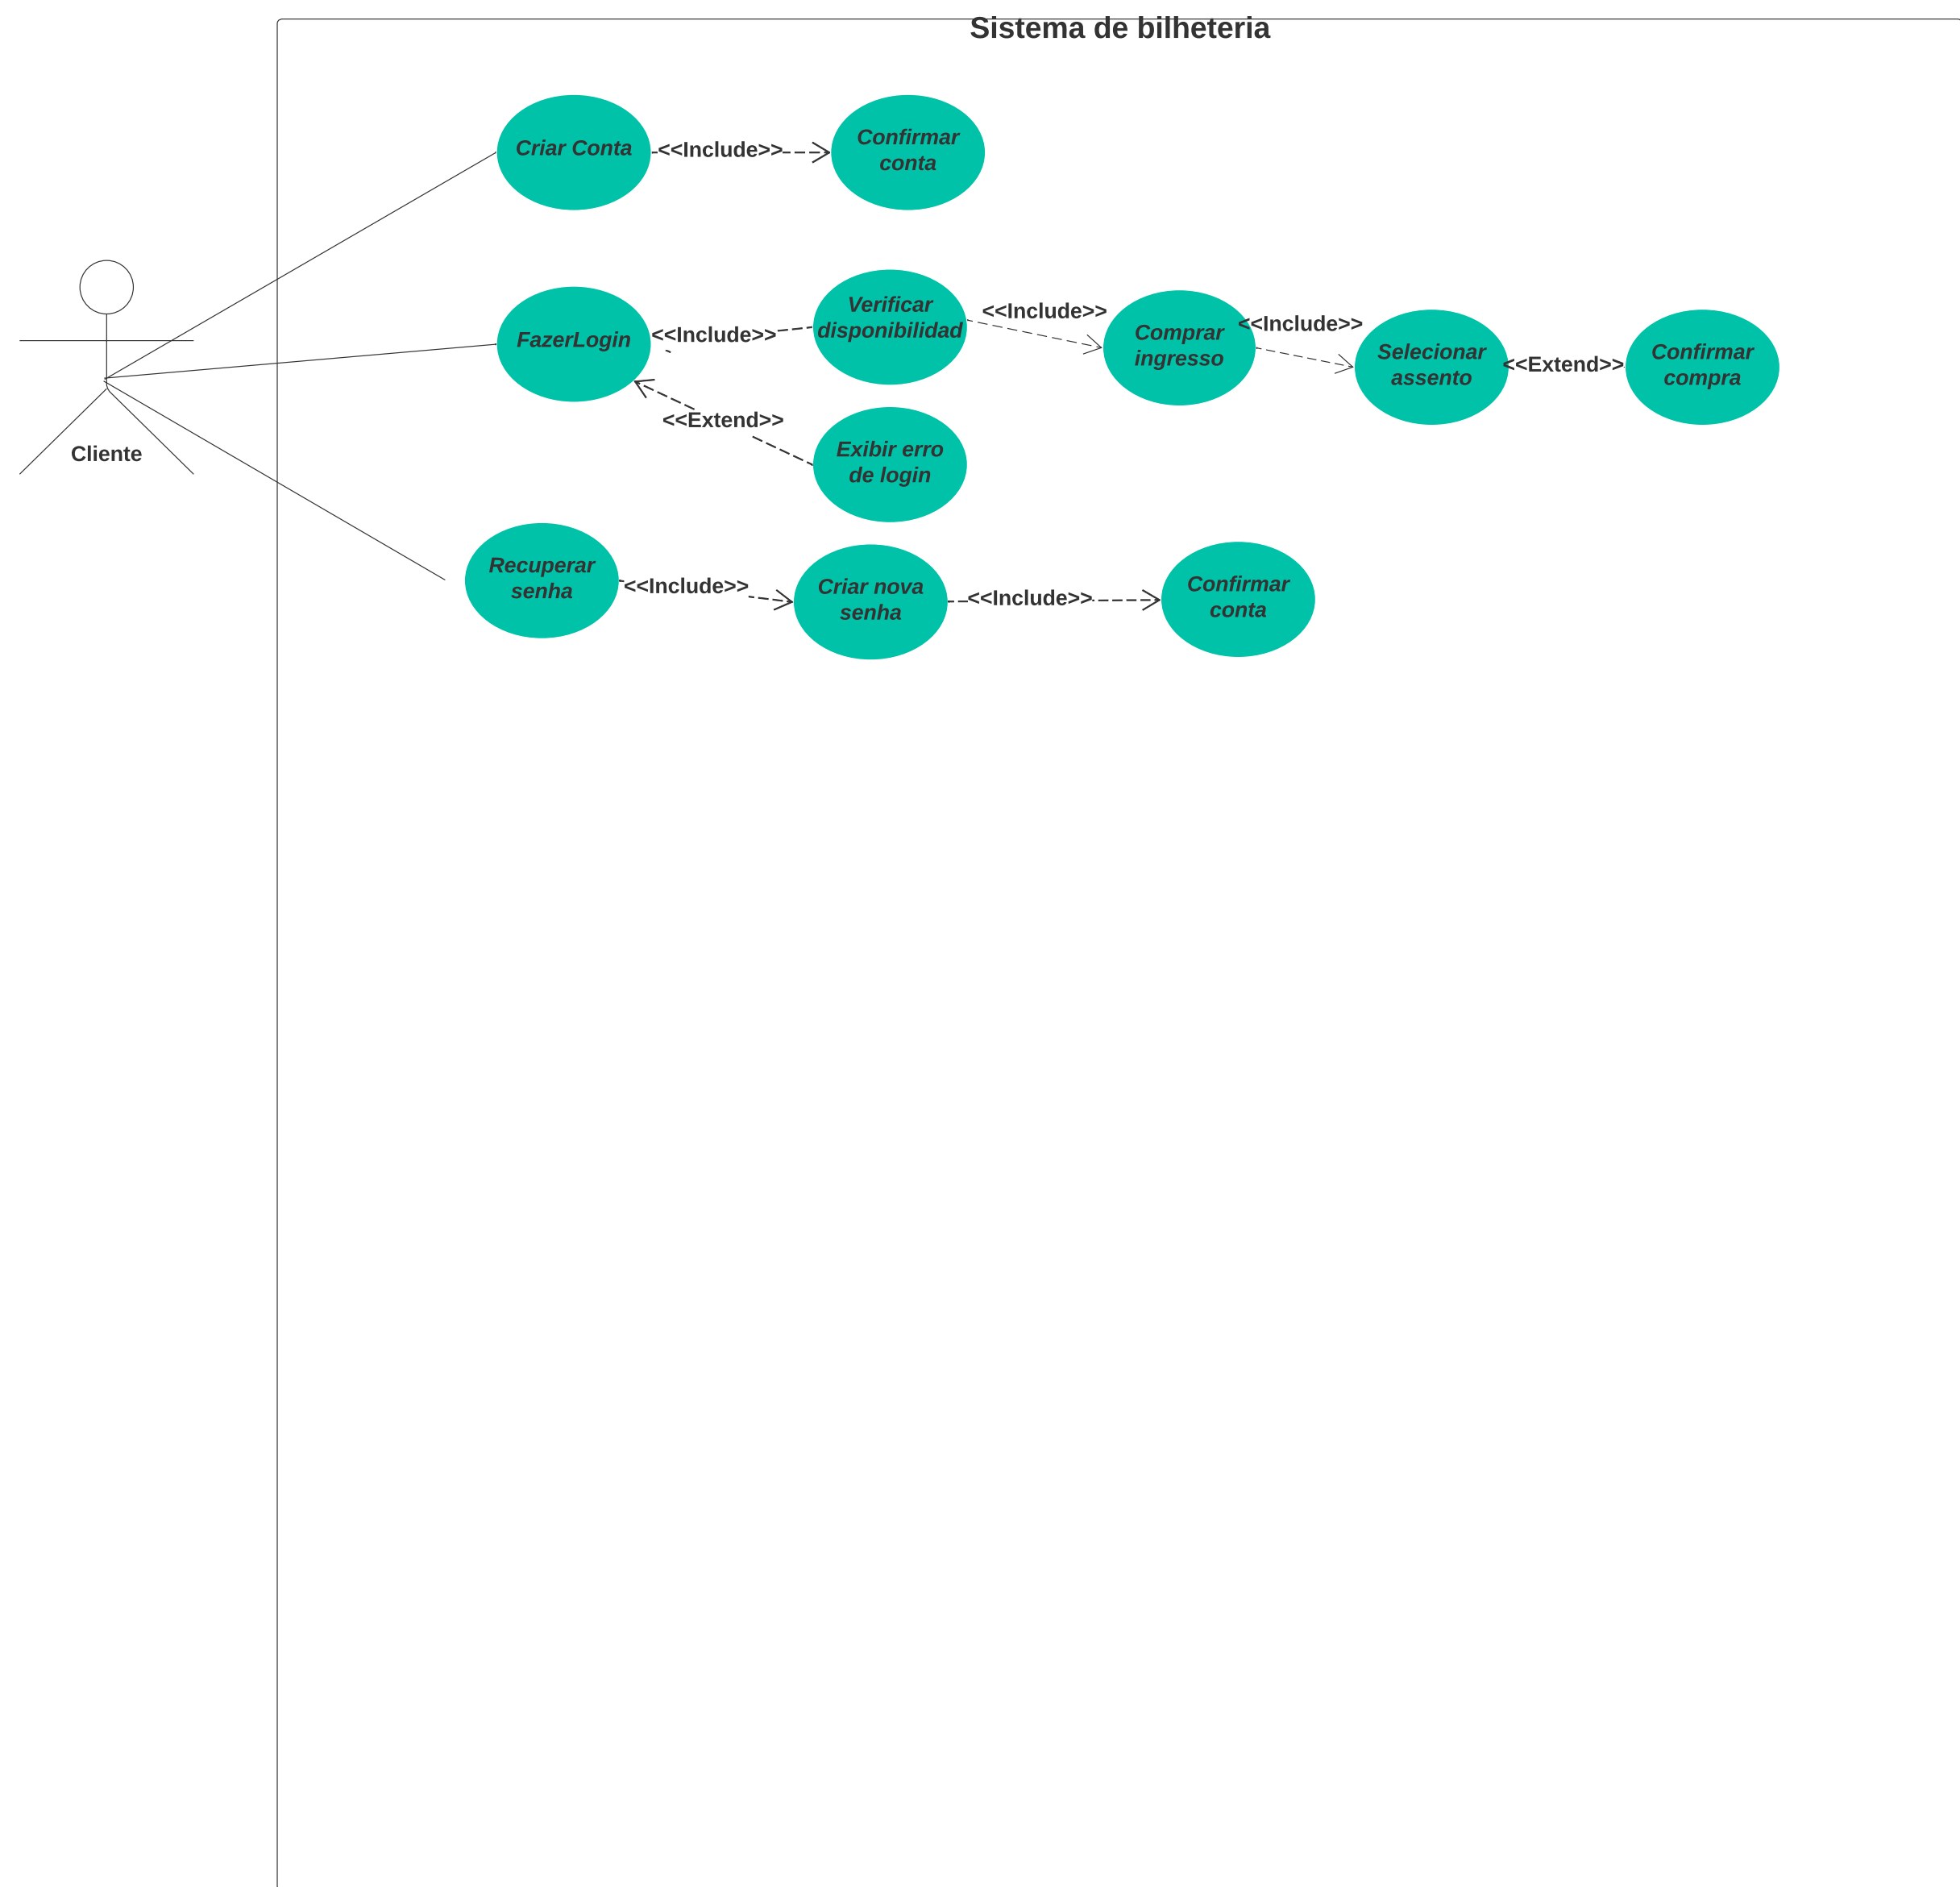 Sistema de bilheteria
Criar Conta
<<Include>>
Confirmar
conta
Cliente
FazerLogin
<<Include>>
Verificar
disponibilidad
<<Include>>
Comprar
ingresso
<<Include>>
Selecionar
assento
<<Extend>>
Confirmar
compra
<<Extend>>
Exibir erro
de login
Recuperar
senha
<<Include>>
Criar nova
senha
<<Include>>
Confirmar
conta